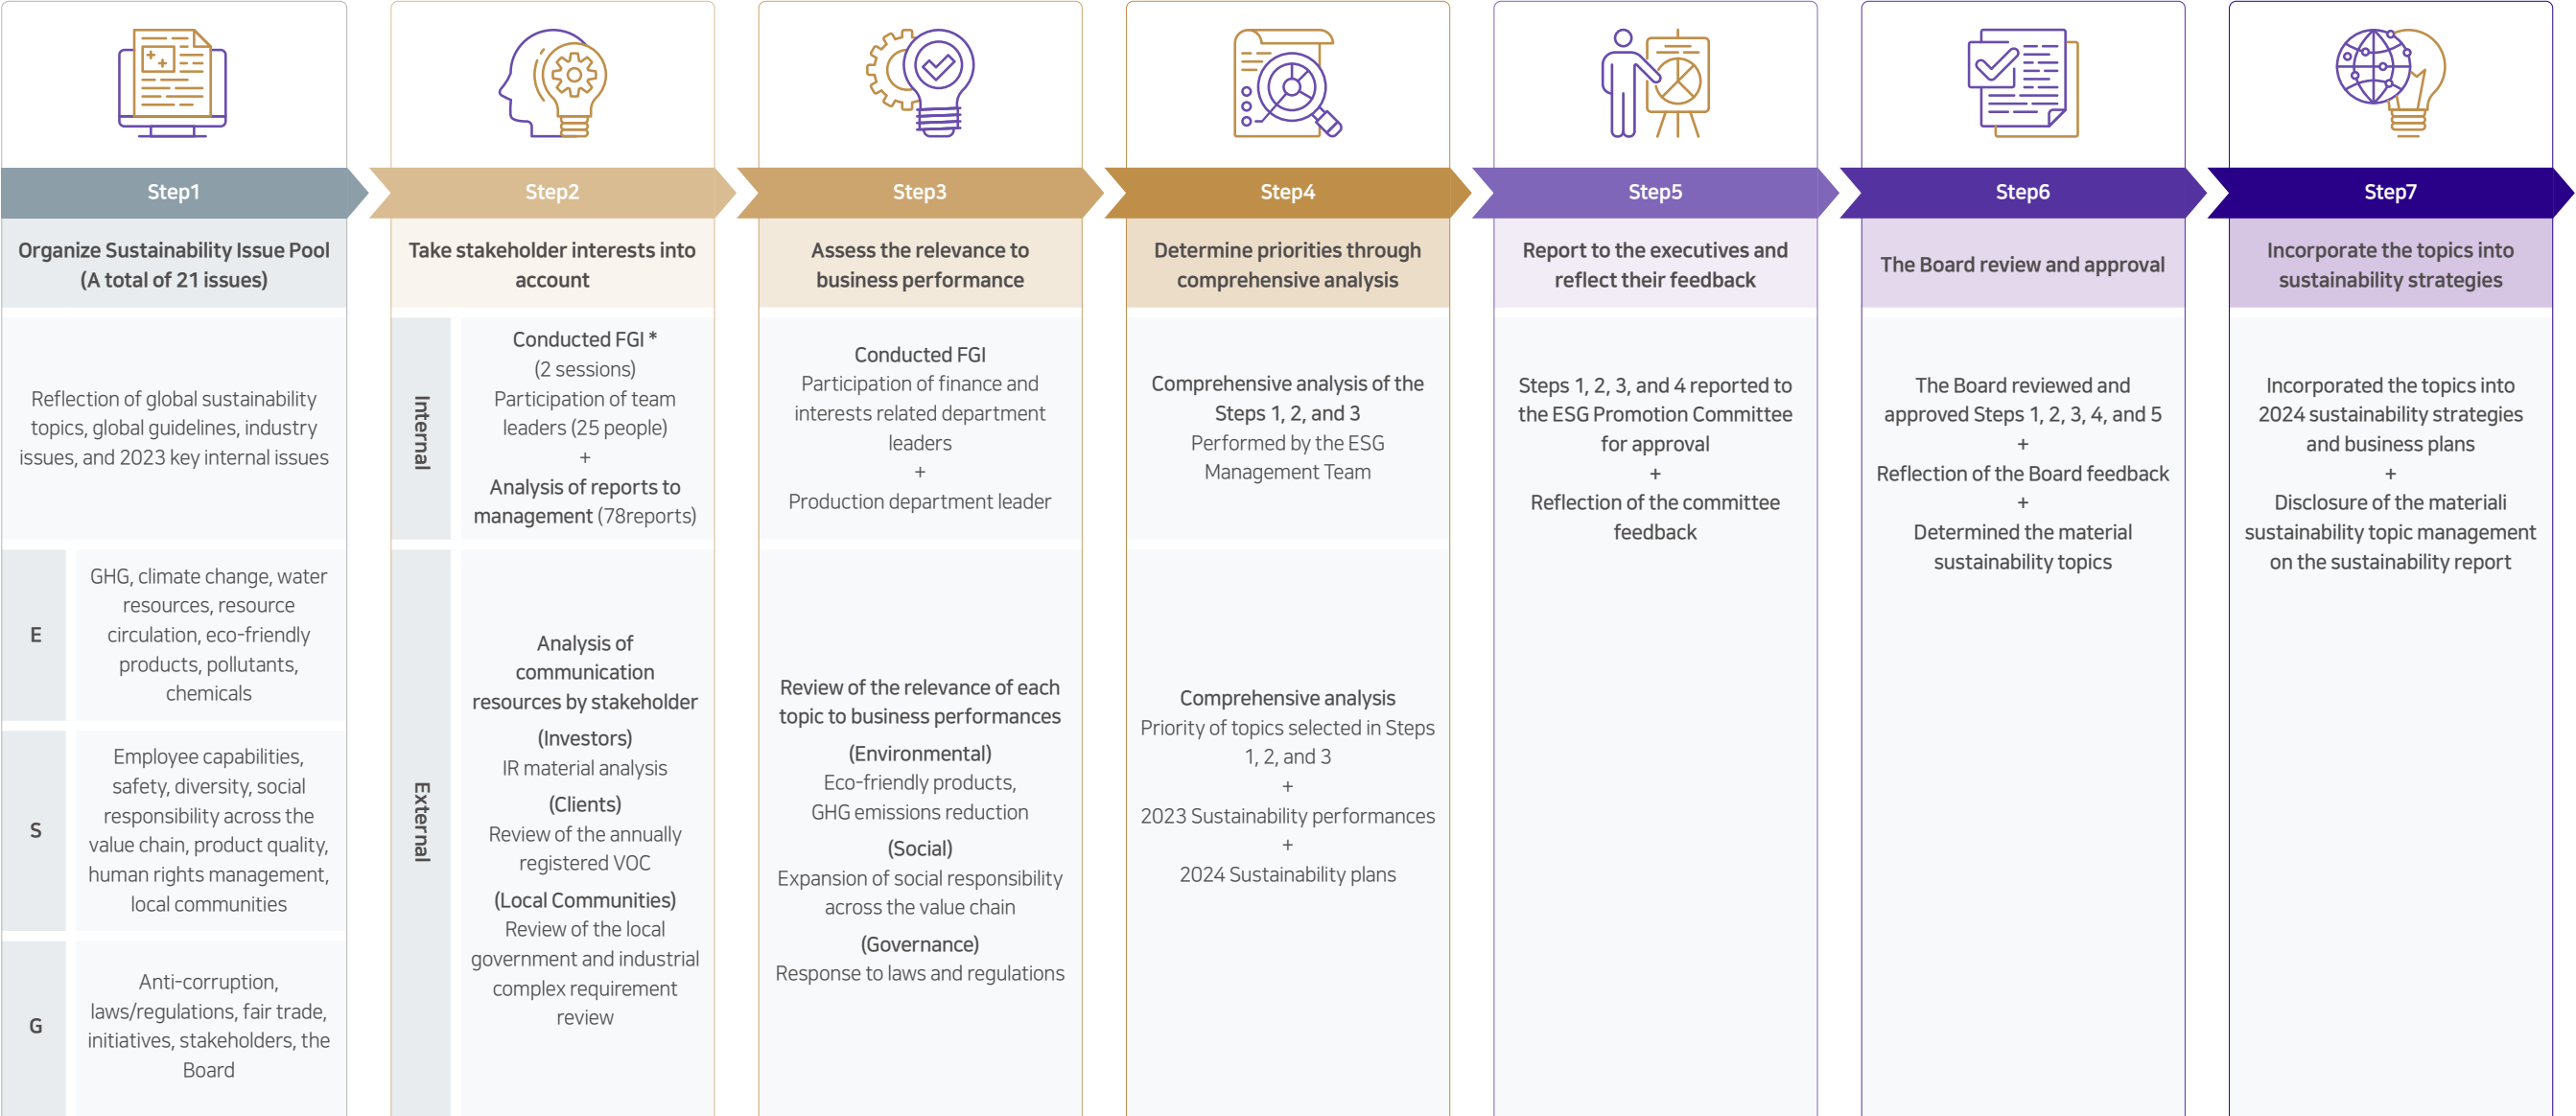 Step1
Organize Sustainability Issue Pool
(A total of 21 issues)
Reflection of global sustainability
topics, global guidelines, industry
issues, and 2023 key internal issues
E
GHG, climate change, water
resources, resource
circulation, eco-friendly
products, pollutants,
chemicals
S
Employee capabilities,
safety, diversity, social
responsibility across the
value chain, product quality,
human rights management,
local communities
G
Anti-corruption,
laws/regulations, fair trade,
initiatives, stakeholders, the
Board
Step2
Take stakeholder interests into
account
Internal
Conducted FGI *
(2 sessions)
Participation of team
leaders (25 people)
+
Analysis of reports to
management (78reports)
External
Analysis of
communication
resources by stakeholder
(Investors)
IR material analysis
(Clients)
Review of the annually
registered VOC
(Local Communities)
Review of the local
government and industrial
complex requirement
review
Step3
Assess the relevance to
business performance
Conducted FGI
Participation of finance and
interests related department
leaders
+
Production department leader
Review of the relevance of each
topic to business performances
(Environmental)
Eco-friendly products,
GHG emissions reduction
(Social)
Expansion of social responsibility
across the value chain
(Governance)
Response to laws and regulations
Step4
Determine priorities through
comprehensive analysis
Comprehensive analysis of the
Steps 1, 2, and 3
Performed by the ESG
Management Team
Comprehensive analysis
Priority of topics selected in Steps
1, 2, and 3
+
2023 Sustainability performances
+
2024 Sustainability plans
Step5
Report to the executives and
reflect their feedback
Steps 1, 2, 3, and 4 reported to
the ESG Promotion Committee
for approval
+
Reflection of the committee
feedback
Step6
The Board review and approval
The Board reviewed and
approved Steps 1, 2, 3, 4, and 5
+
Reflection of the Board feedback
+
Determined the material
sustainability topics
Step7
Incorporate the topics into
sustainability strategies
Incorporated the topics into
2024 sustainability strategies
and business plans
+
Disclosure of the materiali
sustainability topic management
on the sustainability report